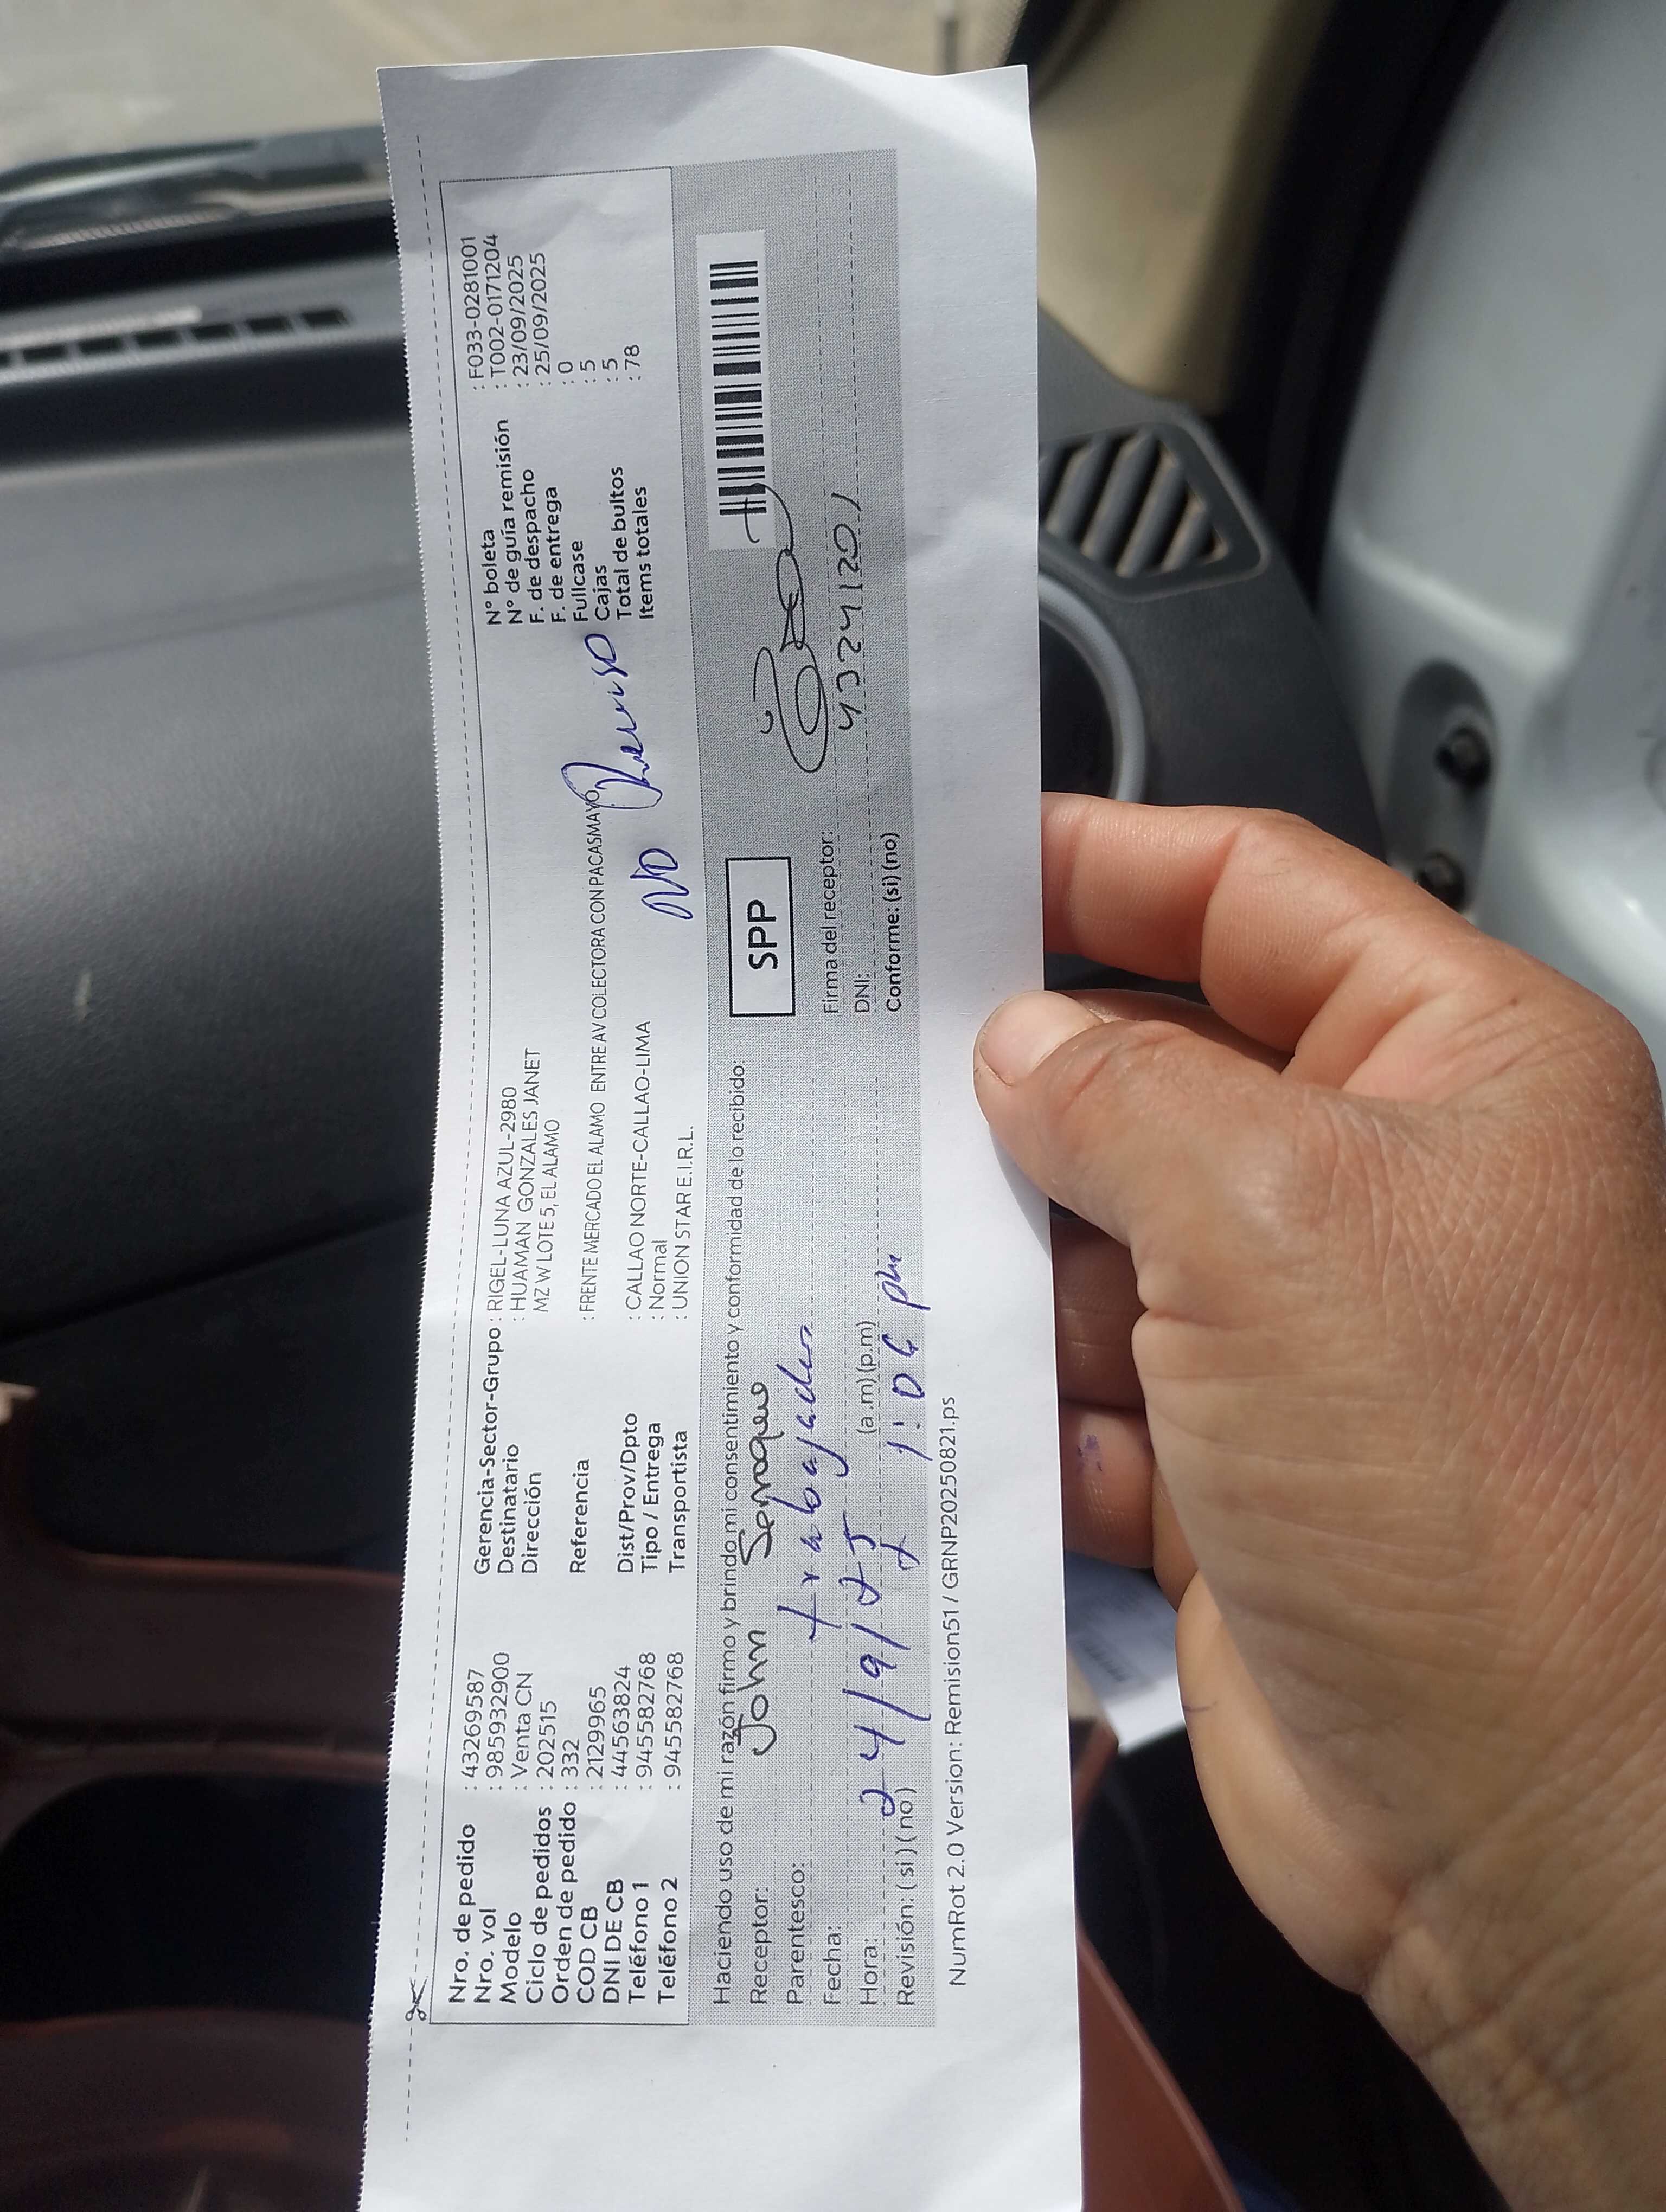 Nro. de pedido : 43269587
Nro. vol : 985932900
Modelo : Venta CN
Ciclo de pedidos : 202515
Orden de pedido : 332
COD CB : 2129965
DNI DE CB : 44563824
Teléfono 1 : 945582768
Teléfono 2 : 945582768
Gerencia-Sector-Grupo : RIGEL-LUNA AZUL-2980
Destinatario : HUAMAN GONZALES JANET
Dirección MZ W LOTE 5, EL ALAMO
Referencia : FRENTE MERCADO EL ALAMO ENTRE AV COLECTORA CON PACASMAYO
Dist/Prov/Dpto : CALLAO NORTE-CALLAO-LIMA
Tipo / Entrega : Normal
Transportista : UNION STAR E.I.R.L.
N° boleta : F033-0281001
N° de guía remisión : T002-0171204
F. de despacho : 23/09/2025
F. de entrega : 25/09/2025
Fullcase : 0
Cajas : 5
Total de bultos : 5
Items totales : 78
NO
Haciendo uso de mi razón firmo y brindo mi consentimiento y conformidad de lo recibido:
Receptor: John
Parentesco: trabajador
Fecha: 24/9/25
Hora: (a.m) (p.m)
1:06 pm
Revisión: (si) (no)
SPP
Firma del receptor:
DNI: 43241201
Conforme: (si) (no)
NumRot 2.0 Version: Remision51 / GRNP20250821.ps